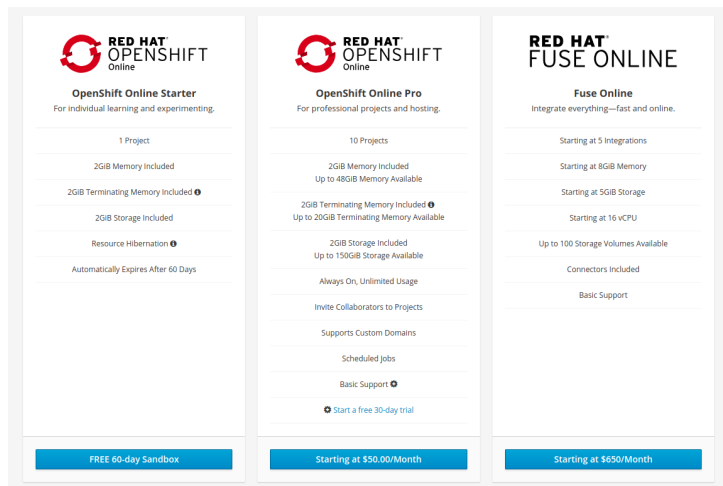 RED HAT®
OPENSHIFT
Online
OpenShift Online Starter
For individual learning and experimenting.
1 Project
2GiB Memory Included
2GiB Terminating Memory Included
2GiB Storage Included
Resource Hibernation
Automatically Expires After 60 Days
FREE 60-day Sandbox
RED HAT®
OPENSHIFT
Online
OpenShift Online Pro
For professional projects and hosting.
10 Projects
2GiB Memory Included
Up to 48GiB Memory Available
2GiB Terminating Memory Included
Up to 20GiB Terminating Memory Available
2GiB Storage Included
Up to 150GiB Storage Available
Always On, Unlimited Usage
Invite Collaborators to Projects
Supports Custom Domains
Scheduled Jobs
Basic Support
Start a free 30-day trial
Starting at $50.00/Month
RED HAT®
FUSE ONLINE
Fuse Online
Integrate everything—fast and online.
Starting at 5 Integrations
Starting at 8GiB Memory
Starting at 5GiB Storage
Starting at 16 vCPU
Up to 100 Storage Volumes Available
Connectors Included
Basic Support
Starting at $650/Month